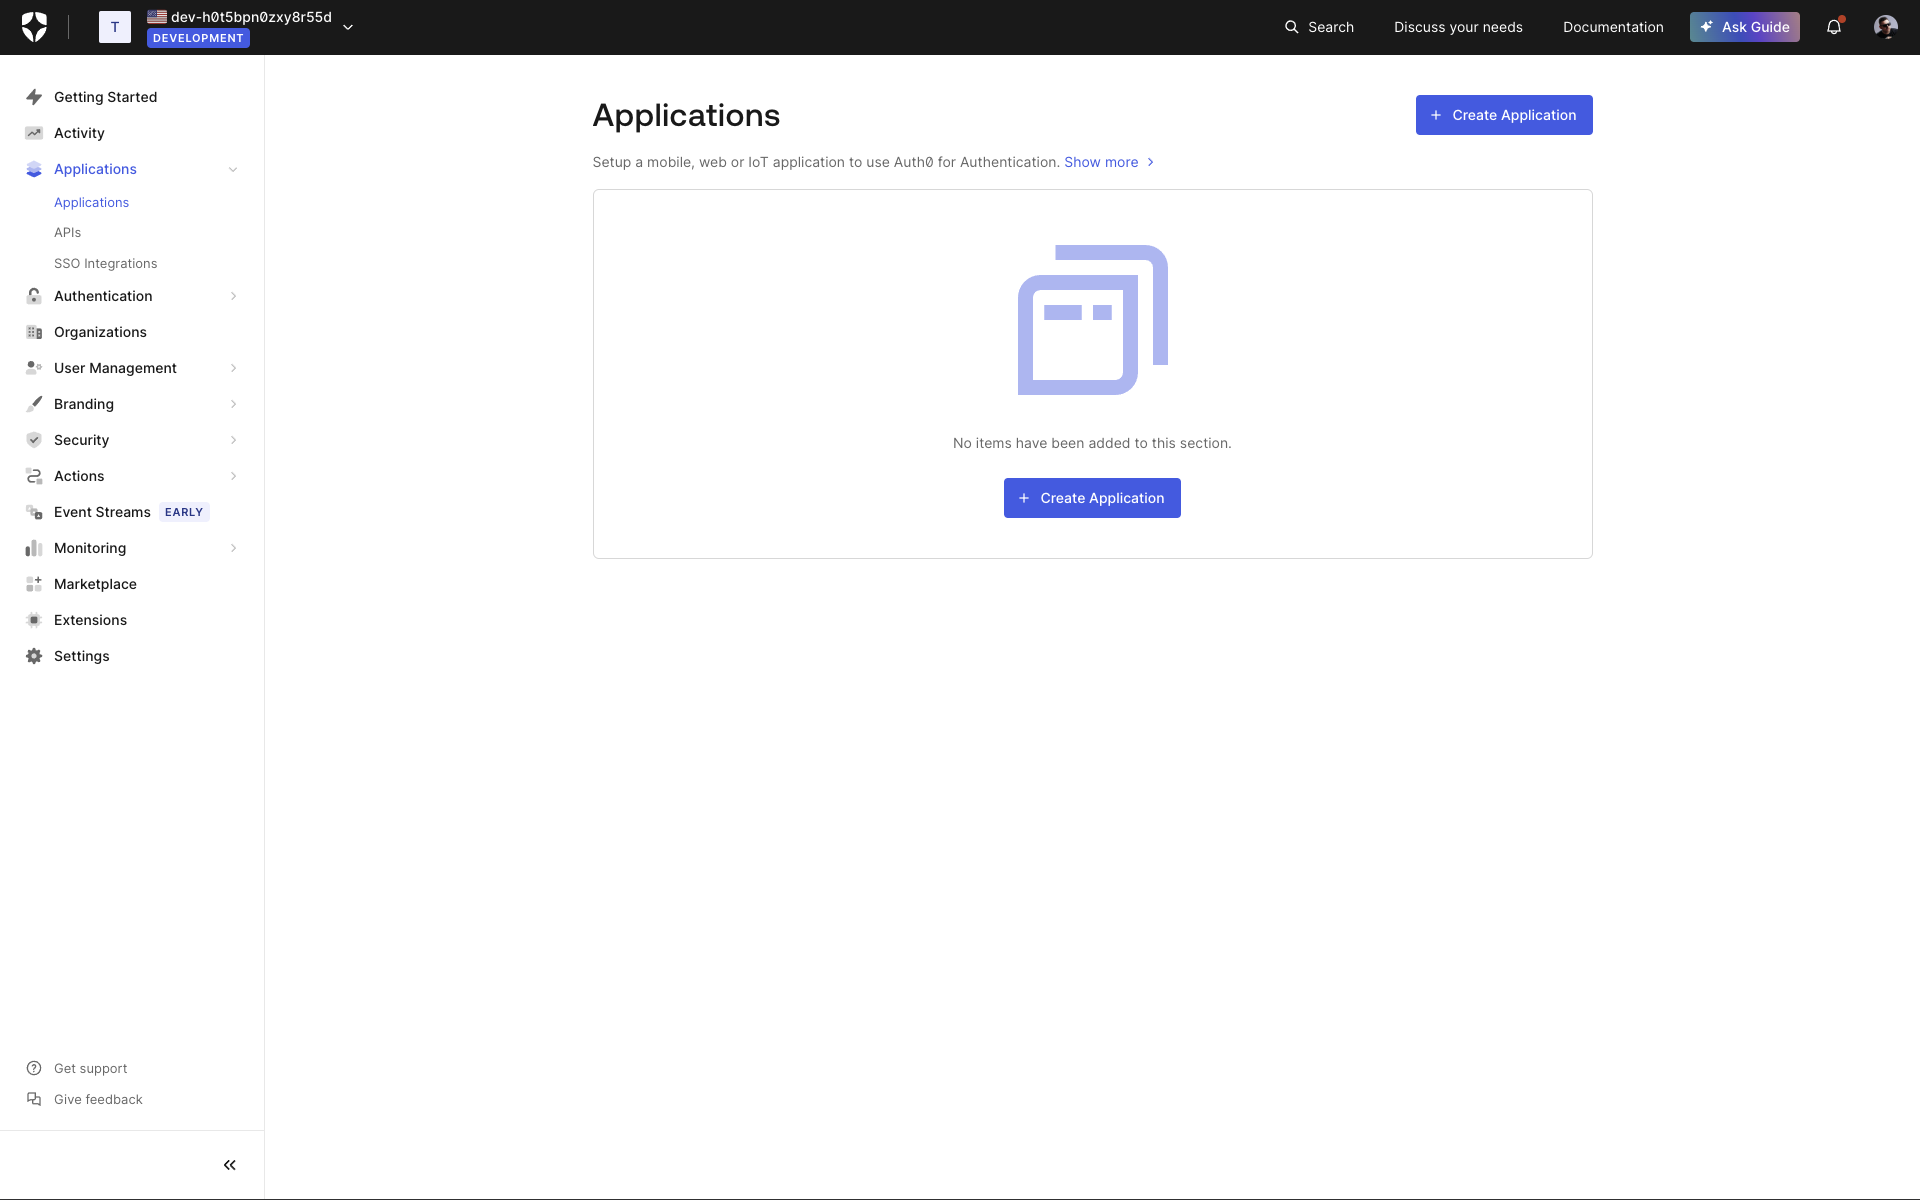 T
dev-h0t5bpn0zxy8r55d
DEVELOPMENT
Search
Discuss your needs
Documentation
Ask Guide
Getting Started
Activity
Applications
Applications
APIs
SSO Integrations
Authentication
Organizations
User Management
Branding
Security
Actions
Event Streams EARLY
Monitoring
Marketplace
Extensions
Settings
Get support
Give feedback
Applications
+ Create Application
Setup a mobile, web or IoT application to use Auth0 for Authentication. Show more
No items have been added to this section.
+ Create Application